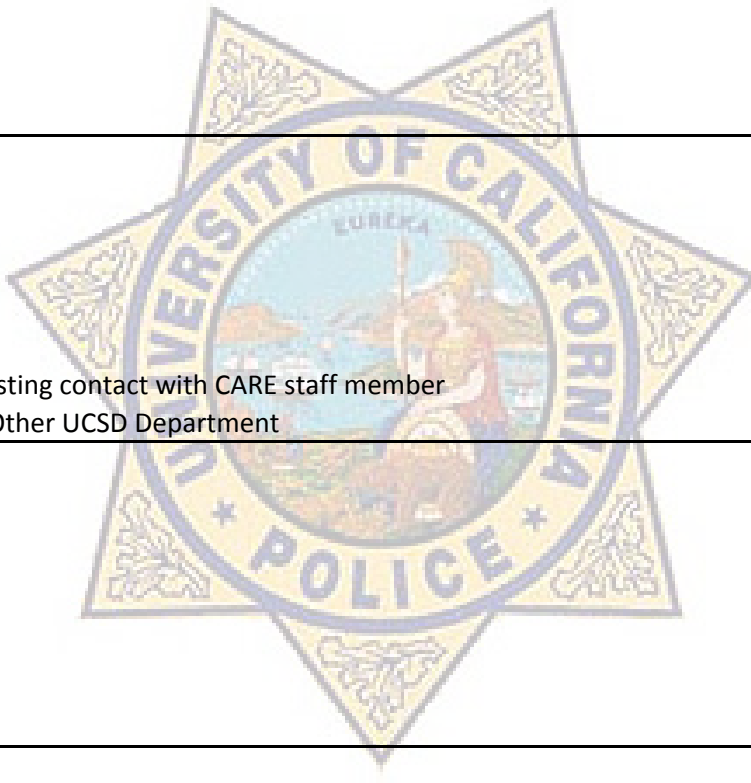 UNIVERSITY OF CALIFORNIA
EUREKA
sting contact with CARE staff member
Other UCSD Department
POLICE